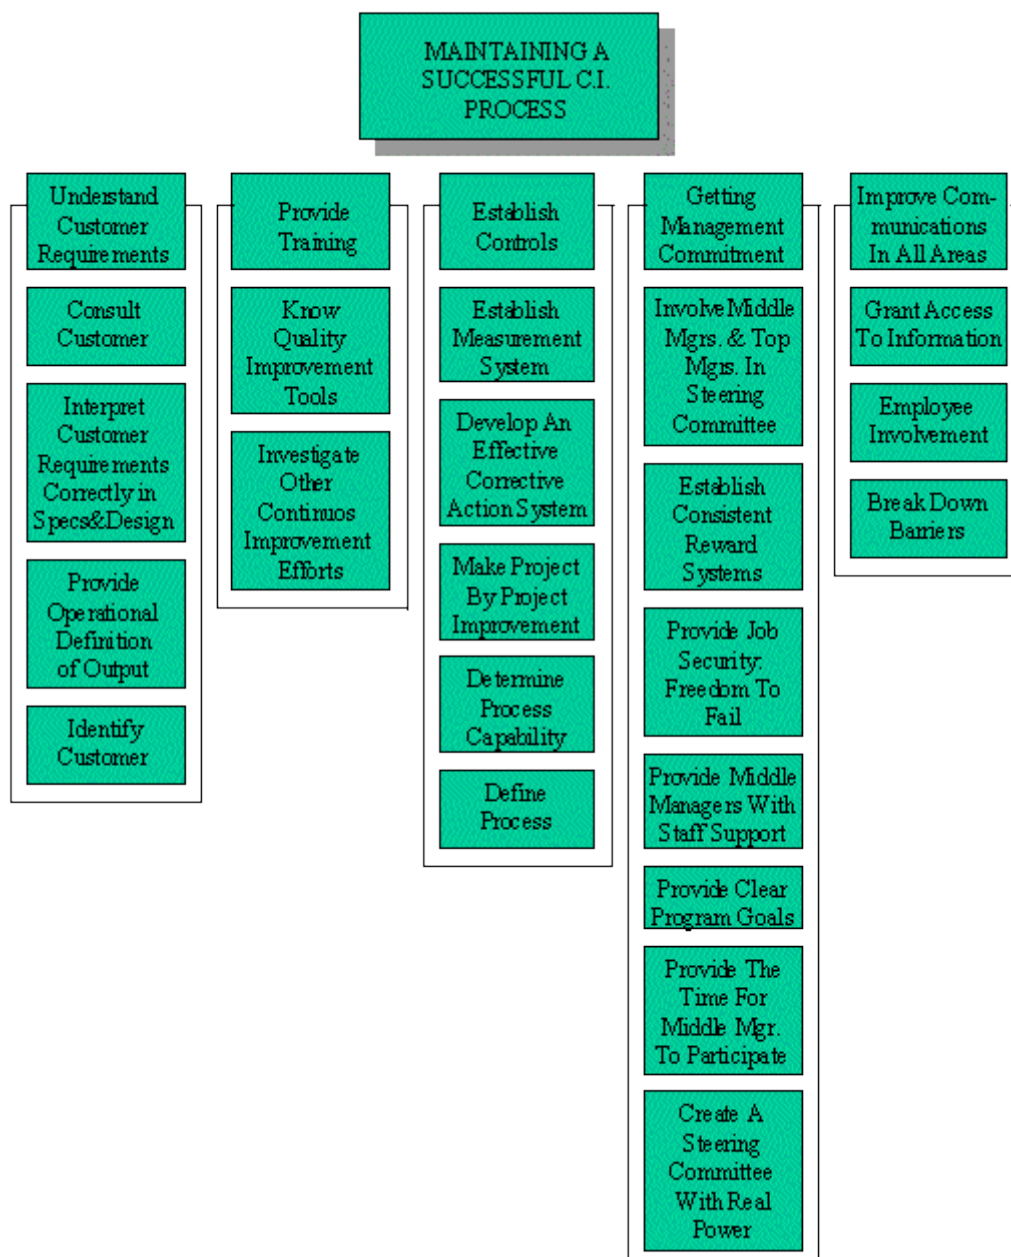 MAINTAINING A
SUCCESSFUL C.I.
PROCESS
Understand
Customer
Requirements
Consult
Customer
Interpret
Customer
Requirements
Correctly in
Specs&Design
Provide
Operational
Definition
of Output
Identify
Customer
Provide
Training
Know
Quality
Improvement
Tools
Investigate
Other
Continuos
Improvement
Efforts
Establish
Controls
Establish
Measurement
System
Develop An
Effective
Corrective
Action System
Make Project
By Project
Improvement
Determine
Process
Capability
Define
Process
Getting
Management
Commitment
Involve Middle
Mgrs. & Top
Mgrs. In
Steering
Committee
Establish
Consistent
Reward
Systems
Provide Job
Security:
Freedom To
Fail
Provide Middle
Managers With
Staff Support
Provide Clear
Program Goals
Provide The
Time For
Middle Mgr.
To Participate
Create A
Steering
Committee
With Real
Power
Improve Com-
munications
In All Areas
Grant Access
To Information
Employee
Involvement
Break Down
Barriers